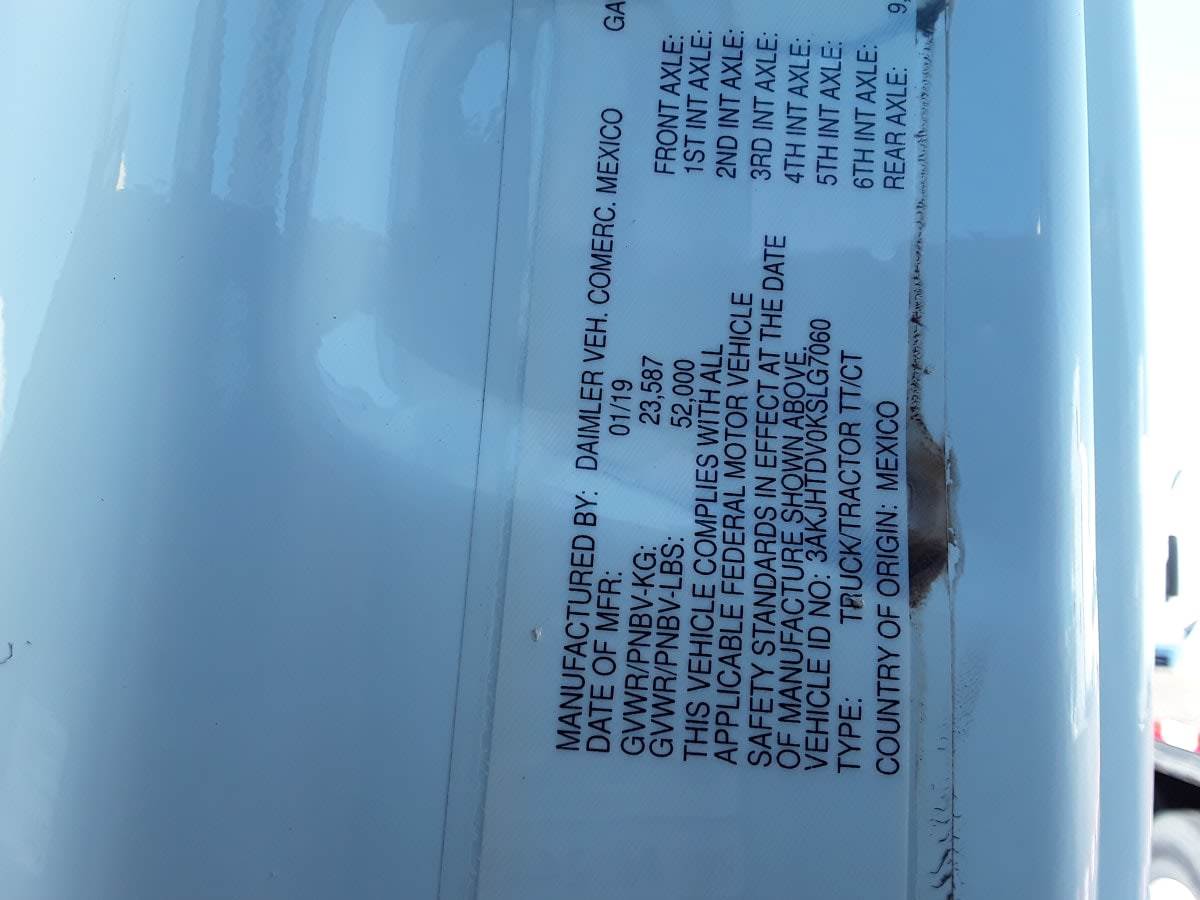 MANUFACTURED BY: DAIMLER VEH. COMERC. MEXICO
DATE OF MFR: 01/19
GVWR/PNBV-KG: 23,587
GVWR/PNBV-LBS: 52,000
THIS VEHICLE COMPLIES WITH ALL
APPLICABLE FEDERAL MOTOR VEHICLE
SAFETY STANDARDS IN EFFECT AT THE DATE
OF MANUFACTURE SHOWN ABOVE.
VEHICLE ID NO: 3AKJHTDV0KSLG7060
TYPE: TRUCK/TRACTOR TT/CT
COUNTRY OF ORIGIN: MEXICO
GA
FRONT AXLE:
1ST INT AXLE:
2ND INT AXLE:
3RD INT AXLE:
4TH INT AXLE:
5TH INT AXLE:
6TH INT AXLE:
REAR AXLE: 9,